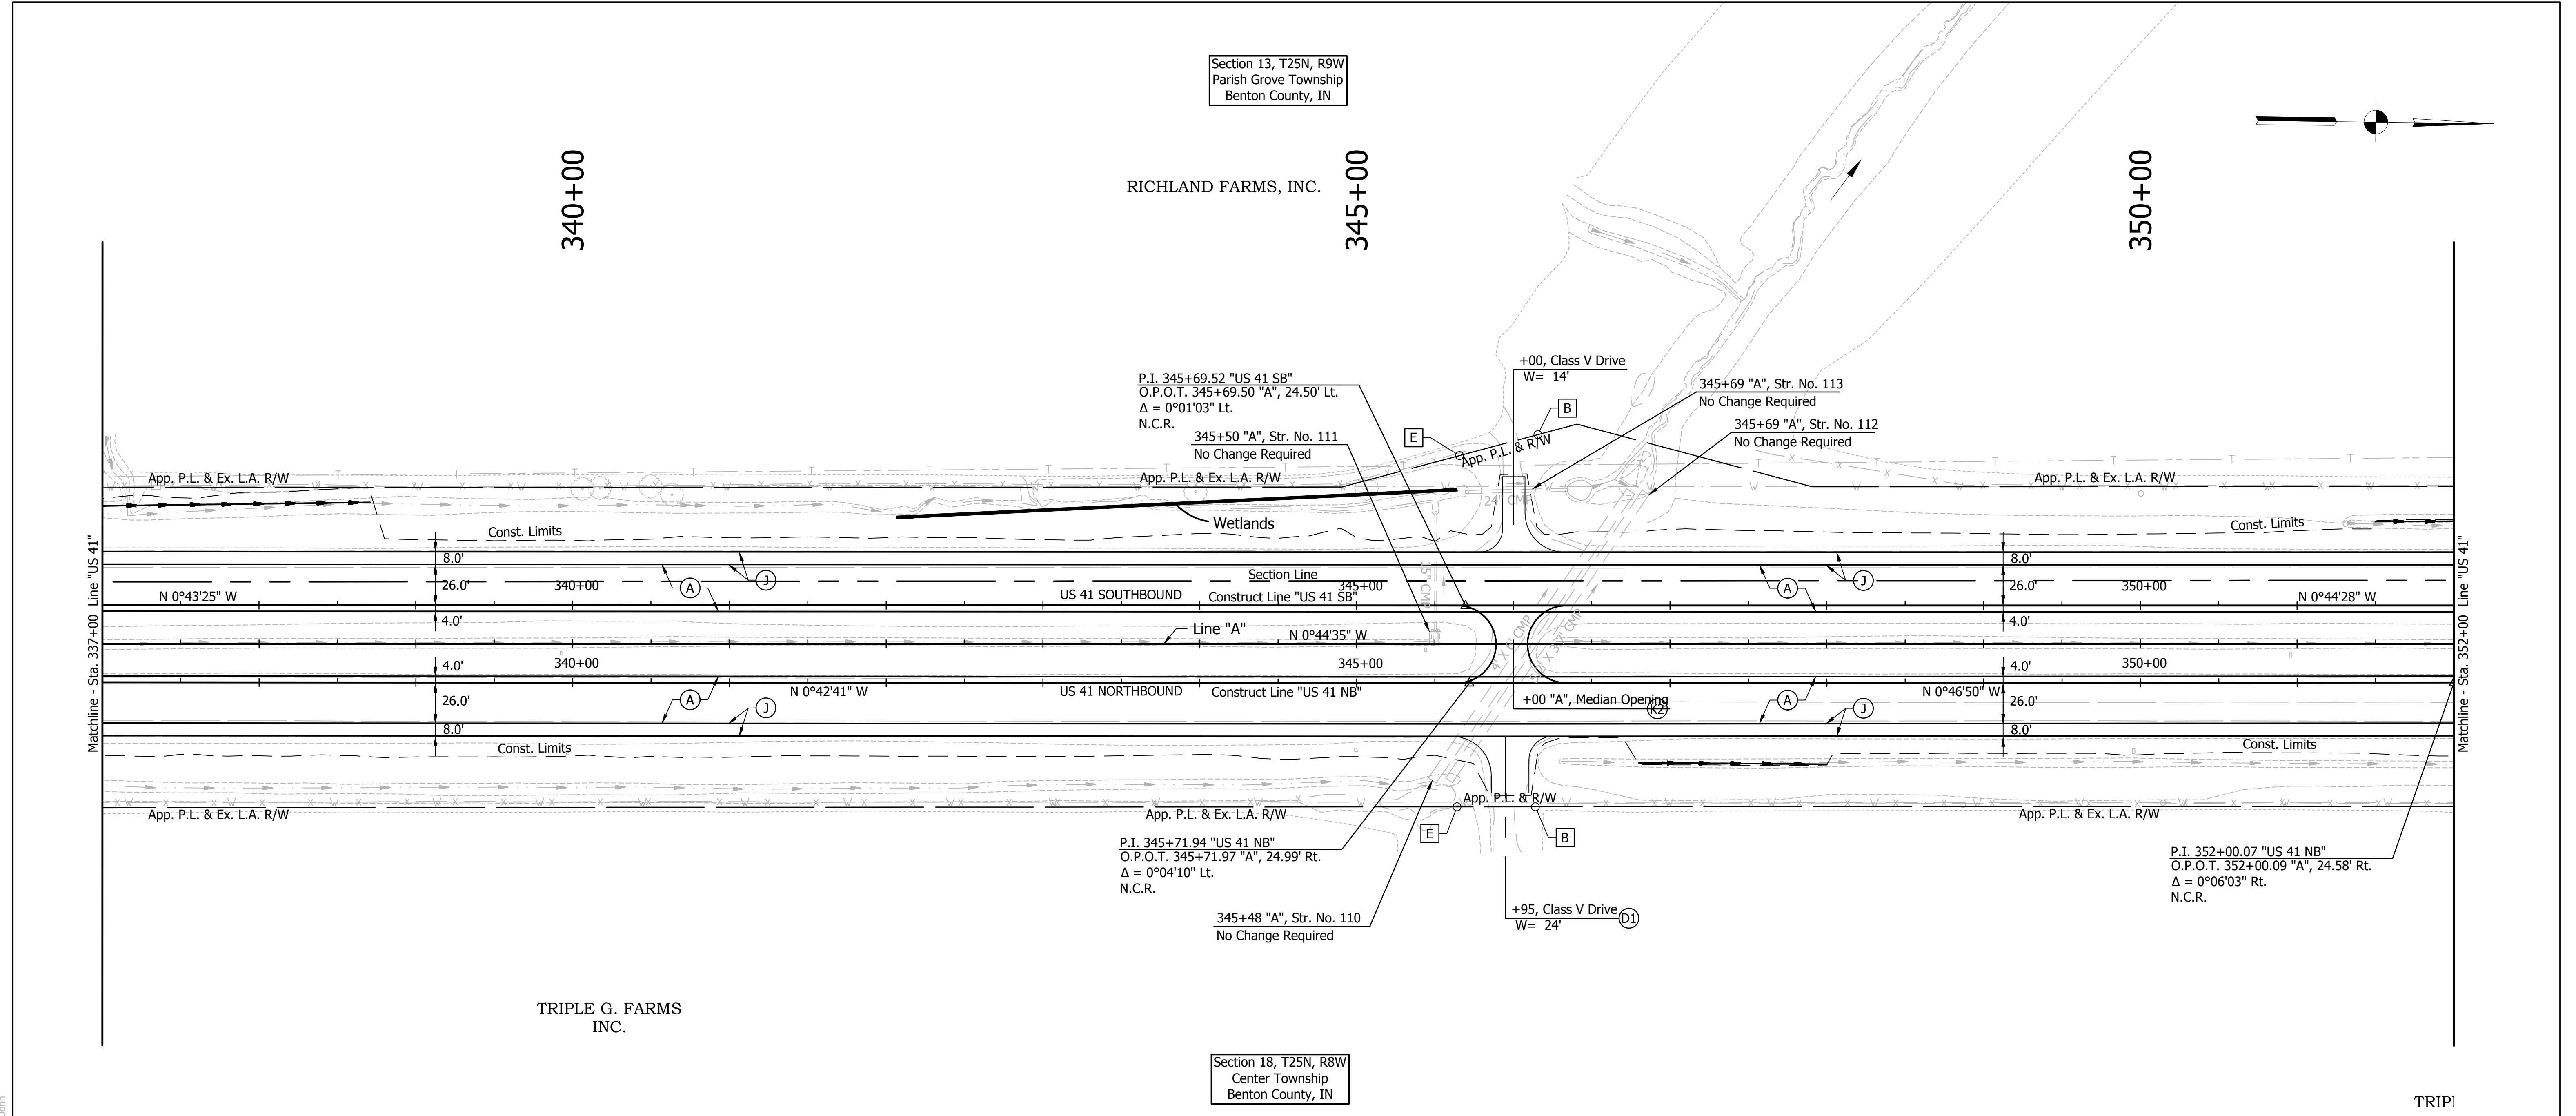 Section 13, T25N, R9W
Parish Grove Township
Benton County, IN
RICHLAND FARMS, INC.
340+00
345+00
350+00
+00, Class V Drive
W= 14'
P.I. 345+69.52 "US 41 SB"
O.P.O.T. 345+69.50 "A", 24.50' Lt.
Δ = 0°01'03" Lt.
N.C.R.
345+50 "A", Str. No. 111
No Change Required
345+69 "A", Str. No. 113
No Change Required
345+69 "A", Str. No. 112
No Change Required
B
E
App. P.L. & R/W
App. P.L. & Ex. L.A. R/W
App. P.L. & Ex. L.A. R/W
App. P.L. & Ex. L.A. R/W
24" CMP
Wetlands
Const. Limits
Const. Limits
Matchline - Sta. 337+00 Line "US 41"
Matchline - Sta. 352+00 Line "US 41"
8.0'
8.0'
Section Line
15" CMP
26.0'
340+00
A
J
345+00
A
J
26.0'
350+00
N 0°43'25" W
US 41 SOUTHBOUND
Construct Line "US 41 SB"
N 0°44'28" W
4.0'
4.0'
Line "A"
N 0°44'35" W
4.0'
340+00
345+00
4.0'
350+00
N 0°42'41" W
US 41 NORTHBOUND
Construct Line "US 41 NB"
N 0°46'50" W
26.0'
A
J
+00 "A", Median Opening
K2
A
J
26.0'
8.0'
8.0'
Const. Limits
Const. Limits
App. P.L. & R/W
App. P.L. & Ex. L.A. R/W
App. P.L. & Ex. L.A. R/W
App. P.L. & Ex. L.A. R/W
E
B
P.I. 345+71.94 "US 41 NB"
O.P.O.T. 345+71.97 "A", 24.99' Rt.
Δ = 0°04'10" Lt.
N.C.R.
P.I. 352+00.07 "US 41 NB"
O.P.O.T. 352+00.09 "A", 24.58' Rt.
Δ = 0°06'03" Rt.
N.C.R.
345+48 "A", Str. No. 110
No Change Required
+95, Class V Drive
D1
W= 24'
TRIPLE G. FARMS
INC.
Section 18, T25N, R8W
Center Township
Benton County, IN
TRIPL
John